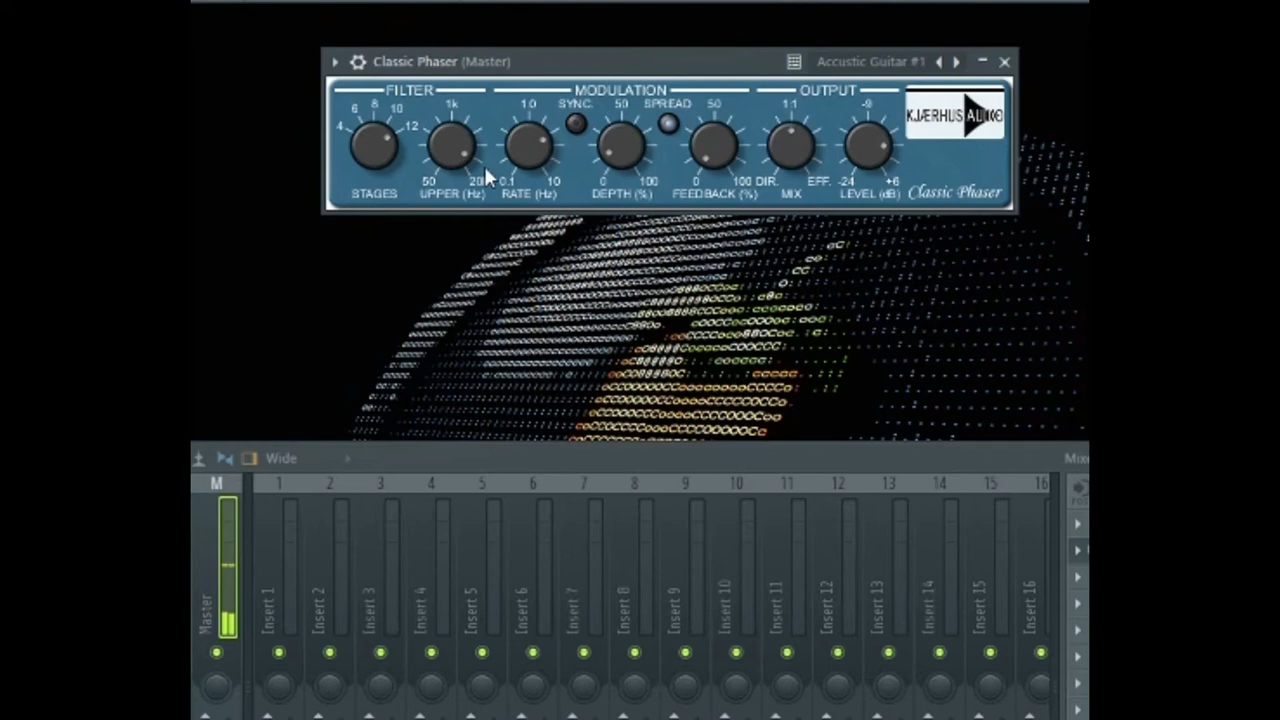 Classic Phaser (Master)
Accustic Guitar #1
FILTER
MODULATION
OUTPUT
4 6 8 10 12
1k
1.0
SYNC.
50
SPREAD
50
1:1
-9
KJÆRHUS AUDIO
50
0.1 10
0 100
0 100
DIR. EFF.
-24 +6
STAGES
UPPER (Hz)
RATE (Hz)
DEPTH (%)
FEEDBACK (%)
MIX
LEVEL (dB)
Classic Phaser
Wide
M 1 2 3 4 5 6 7 8 9 10 11 12 13 14 15 16
Master
Insert 1
Insert 2
Insert 3
Insert 4
Insert 5
Insert 6
Insert 7
Insert 8
Insert 9
Insert 10
Insert 11
Insert 12
Insert 13
Insert 14
Insert 15
Insert 16